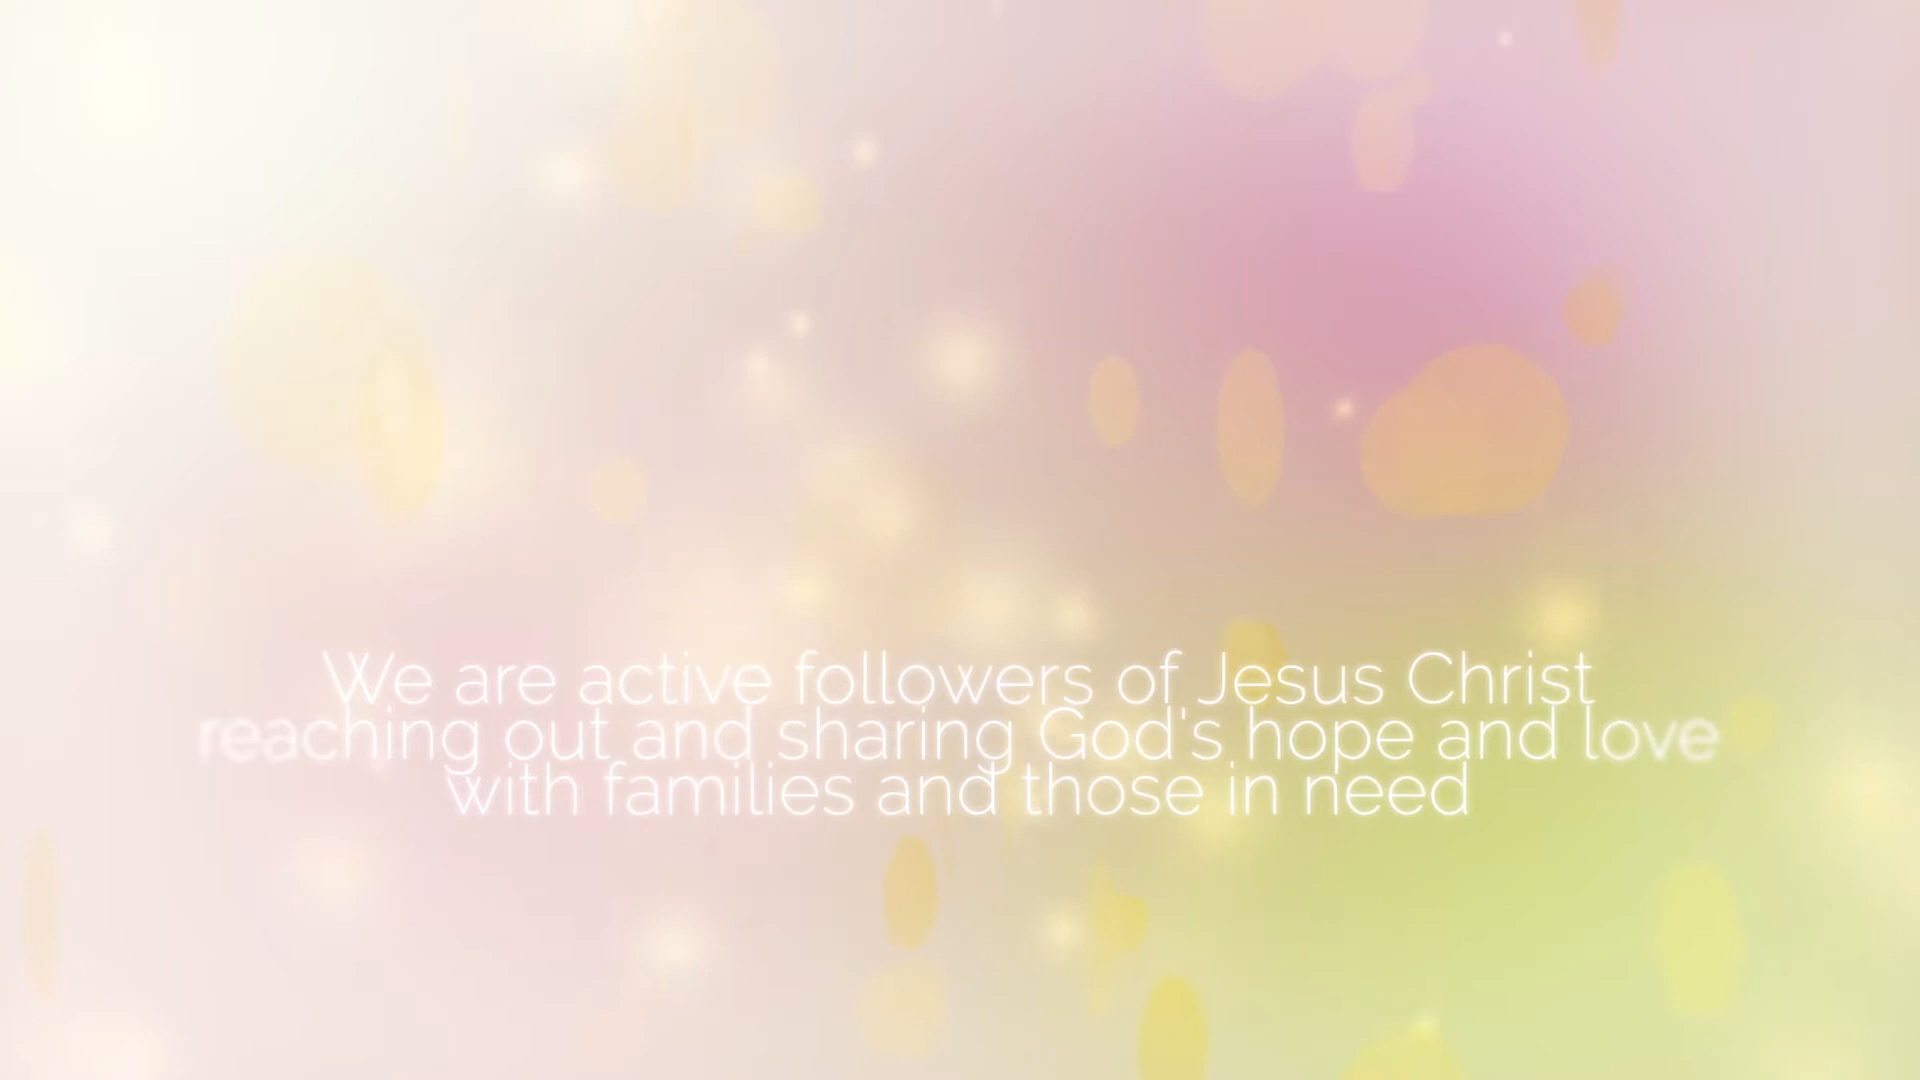 We are active followers of Jesus Christ
reaching out and sharing God's hope and love
with families and those in need